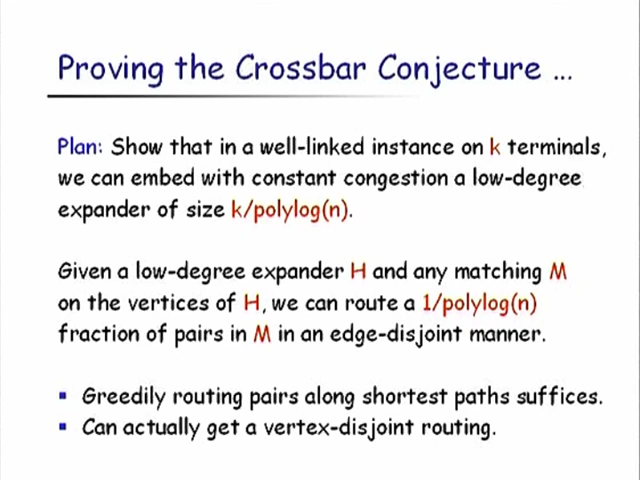 Proving the Crossbar Conjecture ...
Plan: Show that in a well-linked instance on k terminals,
we can embed with constant congestion a low-degree
expander of size k/polylog(n).
Given a low-degree expander H and any matching M
on the vertices of H, we can route a 1/polylog(n)
fraction of pairs in M in an edge-disjoint manner.
▪ Greedily routing pairs along shortest paths suffices.
▪ Can actually get a vertex-disjoint routing.